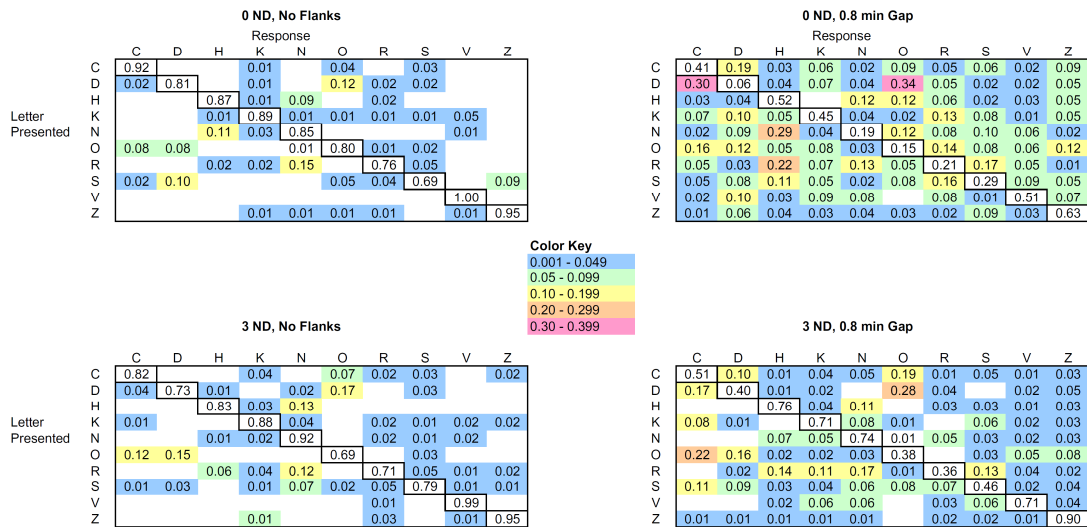 0 ND, No Flanks
Response
C D H K N O R S V Z
C 0.92 0.01 0.04 0.03
D 0.02 0.81 0.01 0.12 0.02 0.02
H 0.87 0.01 0.09 0.02
Letter K 0.01 0.89 0.01 0.01 0.01 0.01 0.05
Presented N 0.11 0.03 0.85 0.01
O 0.08 0.08 0.01 0.80 0.01 0.02
R 0.02 0.02 0.15 0.76 0.05
S 0.02 0.10 0.05 0.04 0.69 0.09
V 1.00
Z 0.01 0.01 0.01 0.01 0.01 0.95
0 ND, 0.8 min Gap
Response
C D H K N O R S V Z
C 0.41 0.19 0.03 0.06 0.02 0.09 0.05 0.06 0.02 0.09
D 0.30 0.06 0.04 0.07 0.04 0.34 0.06 0.02 0.02 0.05
H 0.03 0.04 0.52 0.12 0.12 0.06 0.08 0.03 0.05
K 0.07 0.10 0.05 0.45 0.04 0.02 0.13 0.08 0.01 0.05
N 0.02 0.09 0.29 0.04 0.19 0.12 0.08 0.10 0.06 0.02
O 0.16 0.12 0.05 0.08 0.03 0.15 0.14 0.08 0.06 0.12
R 0.05 0.03 0.22 0.07 0.13 0.05 0.21 0.17 0.05 0.01
S 0.05 0.08 0.11 0.05 0.02 0.08 0.16 0.29 0.09 0.05
V 0.02 0.10 0.03 0.09 0.08 0.08 0.01 0.51 0.07
Z 0.01 0.06 0.04 0.03 0.04 0.03 0.02 0.09 0.03 0.63
Color Key
0.001 - 0.049
0.05 - 0.099
0.10 - 0.199
0.20 - 0.299
0.30 - 0.399
3 ND, No Flanks
C D H K N O R S V Z
C 0.82 0.04 0.07 0.02 0.03 0.02
D 0.04 0.73 0.01 0.02 0.17 0.03
H 0.83 0.03 0.13
Letter K 0.01 0.88 0.04 0.02 0.01 0.02 0.02
Presented N 0.01 0.02 0.92 0.02 0.01 0.02
O 0.12 0.15 0.69 0.03
R 0.06 0.04 0.12 0.71 0.05 0.01 0.02
S 0.01 0.03 0.01 0.07 0.02 0.05 0.79 0.01 0.01
V 0.01 0.99
Z 0.01 0.03 0.01 0.95
3 ND, 0.8 min Gap
C D H K N O R S V Z
C 0.51 0.10 0.01 0.04 0.05 0.19 0.01 0.05 0.01 0.03
D 0.17 0.40 0.01 0.02 0.28 0.04 0.02 0.05
H 0.76 0.04 0.11 0.03 0.03 0.01 0.03
K 0.08 0.01 0.71 0.08 0.06 0.03 0.03
N 0.07 0.05 0.74 0.01 0.05 0.03 0.02 0.03
O 0.22 0.16 0.02 0.02 0.03 0.38 0.03 0.05 0.08
R 0.02 0.14 0.11 0.17 0.01 0.36 0.13 0.04 0.02
S 0.11 0.09 0.03 0.04 0.06 0.08 0.07 0.46 0.02 0.04
V 0.02 0.06 0.06 0.03 0.06 0.71 0.04
Z 0.01 0.01 0.01 0.01 0.02 0.01 0.01 0.02 0.01 0.90